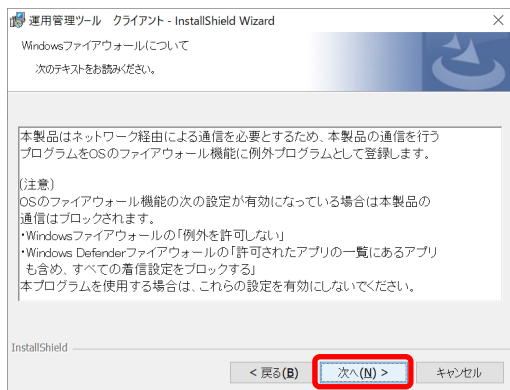 運用管理ツール　クライアント - InstallShield Wizard
Windowsファイアウォールについて
次のテキストをお読みください。
本製品はネットワーク経由による通信を必要とするため、本製品の通信を行う
プログラムをOSのファイアウォール機能に例外プログラムとして登録します。
(注意)
OSのファイアウォール機能の次の設定が有効になっている場合は本製品の
通信はブロックされます。
・Windowsファイアウォールの「例外を許可しない」
・Windows Defenderファイアウォールの「許可されたアプリの一覧にあるアプリ
も含め、すべての着信設定をブロックする」
本プログラムを使用する場合は、これらの設定を有効にしないでください。
InstallShield
< 戻る(B)
次へ(N) >
キャンセル